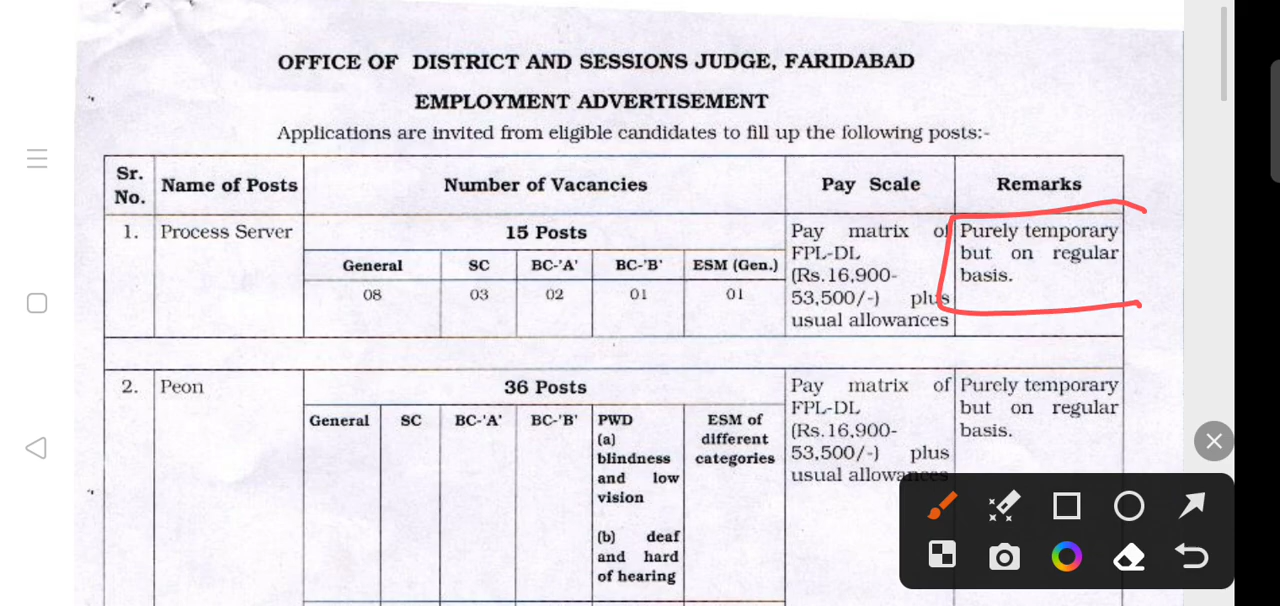 OFFICE OF DISTRICT AND SESSIONS JUDGE, FARIDABAD
EMPLOYMENT ADVERTISEMENT
Applications are invited from eligible candidates to fill up the following posts:-
Sr. No.
Name of Posts
Number of Vacancies
Pay Scale
Remarks
1.
Process Server
15 Posts
General
SC
BC-'A'
BC-'B'
ESM (Gen.)
08
03
02
01
01
Pay matrix of
FPL-DL
(Rs.16,900-
53,500/-) plus
usual allowances
Purely temporary
but on regular
basis.
2.
Peon
36 Posts
General
SC
BC-'A'
BC-'B'
PWD
(a)
blindness
and low
vision
(b) deaf
and hard
of hearing
ESM of
different
categories
Pay matrix of
FPL-DL
(Rs.16,900-
53,500/-) plus
usual allowances
Purely temporary
but on regular
basis.